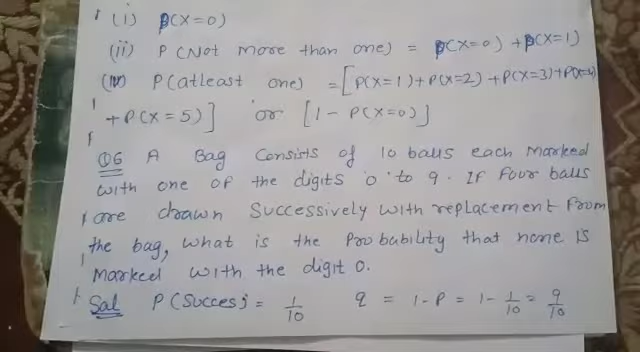 (i) P(X=0)
(ii) P(Not more than one) = P(X=0) + P(X=1)
(iv) P(atleast one) = [P(X=1)+P(X=2) +P(X=3)+P(X=4)
+P(X=5)] or [1-P(X=0)]
Q6 A Bag Consists of 10 balls each marked
with one of the digits 0 to 9. If four balls
are drawn successively with replacement from
the bag, what is the Probability that none is
Marked with the digit 0.
Sol P(Succes) = 1/10 q = 1-P = 1-1/10 = 9/10